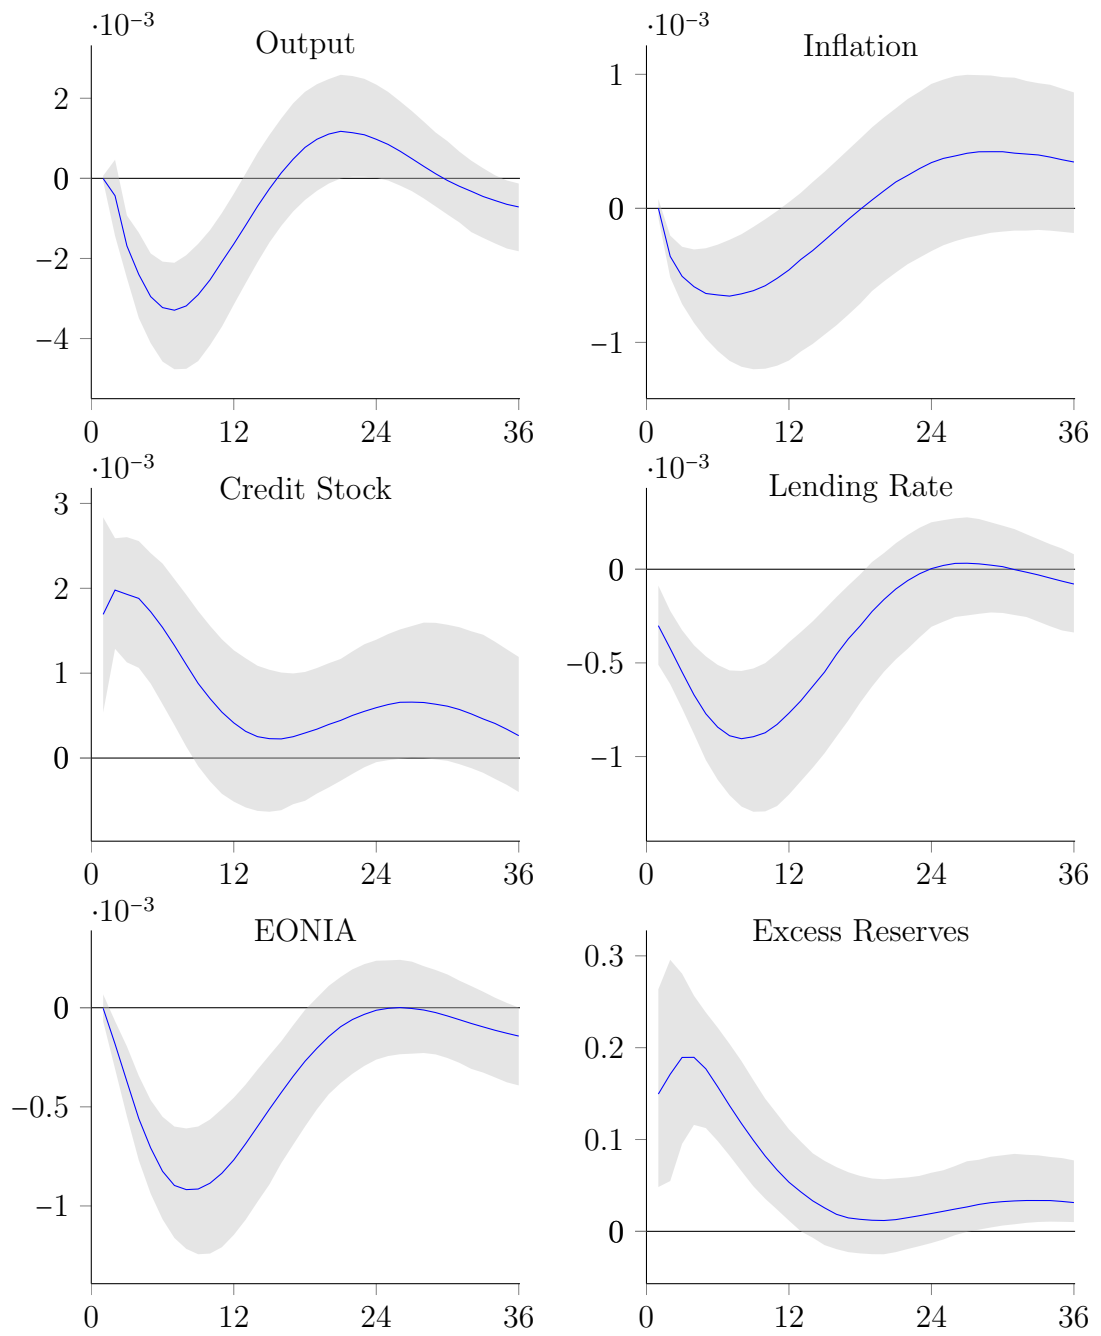 ·10⁻³
Output
2
0
−2
−4
0 12 24 36
·10⁻³
Inflation
1
0
−1
0 12 24 36
·10⁻³
Credit Stock
3
2
1
0
0 12 24 36
·10⁻³
Lending Rate
0
−0.5
−1
0 12 24 36
·10⁻³
EONIA
0
−0.5
−1
0 12 24 36
Excess Reserves
0.3
0.2
0.1
0
0 12 24 36